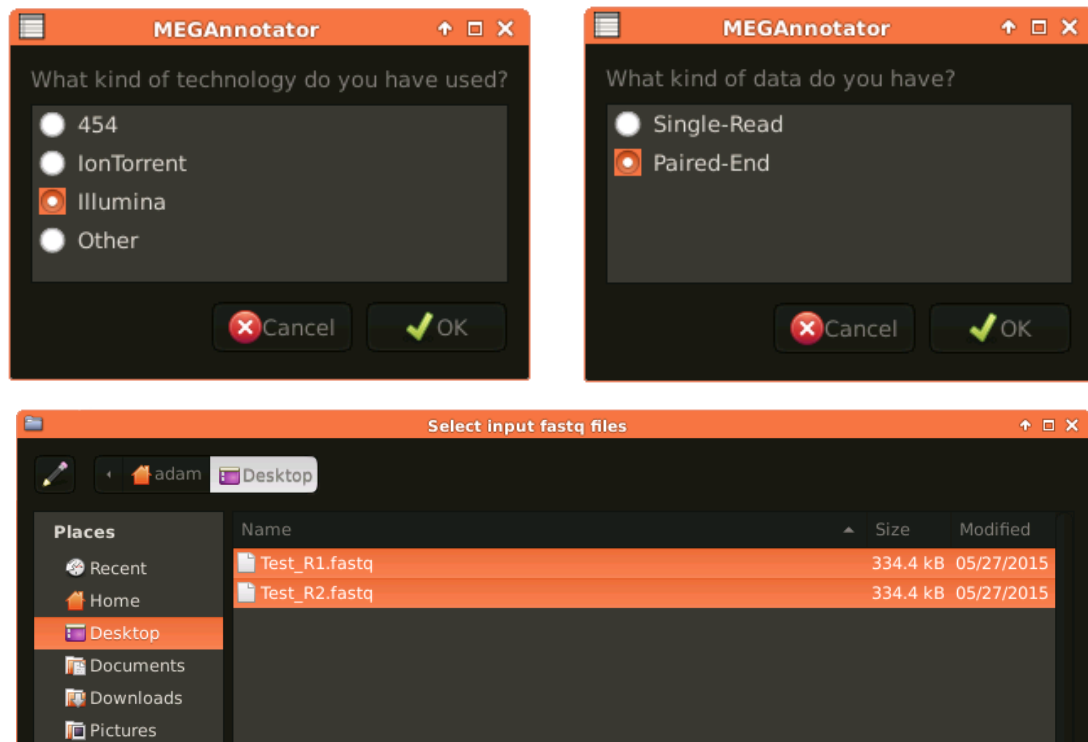 MEGAnnotator
What kind of technology do you have used?
454
IonTorrent
Illumina
Other
Cancel
OK
MEGAnnotator
What kind of data do you have?
Single-Read
Paired-End
Cancel
OK
Select input fastq files
adam Desktop
Places
Recent
Home
Desktop
Documents
Downloads
Pictures
Name Size Modified
Test_R1.fastq 334.4 kB 05/27/2015
Test_R2.fastq 334.4 kB 05/27/2015